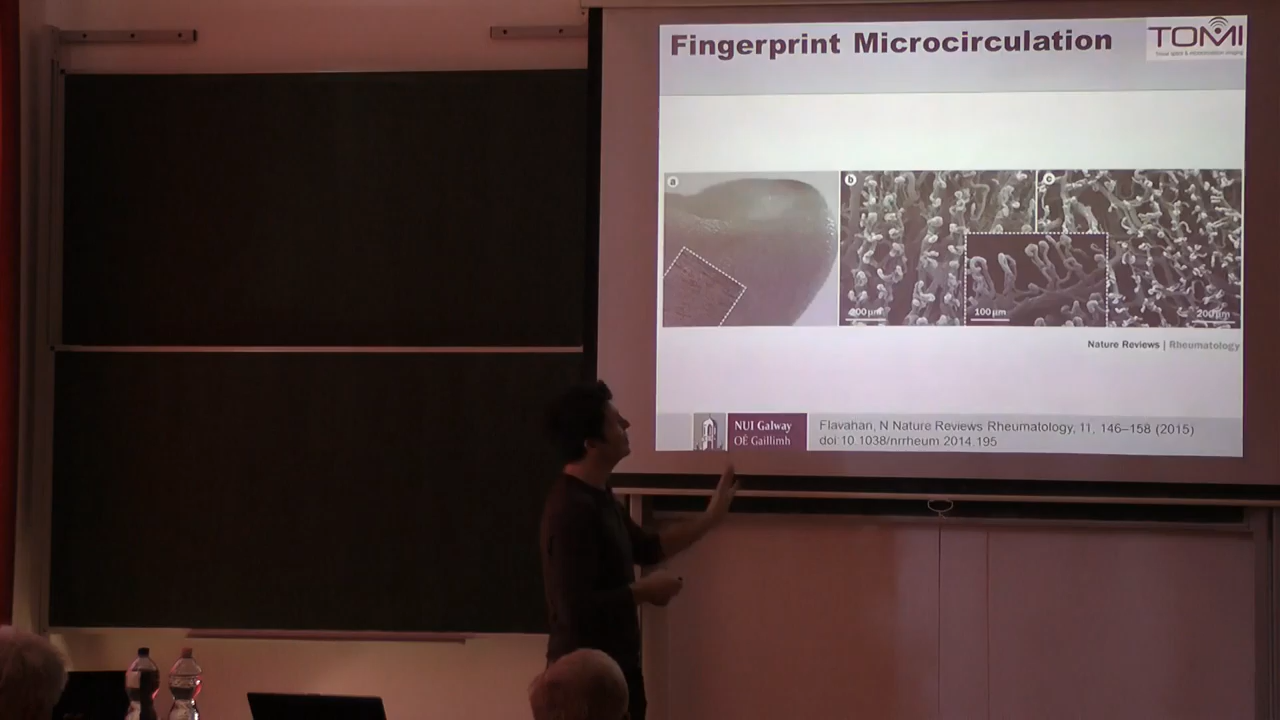 Fingerprint Microcirculation
TOMI
a
b
c
200 µm
100 µm
200 µm
Nature Reviews | Rheumatology
NUI Galway
OÉ Gaillimh
Flavahan, N Nature Reviews Rheumatology, 11, 146–158 (2015)
doi 10 1038/nrrheum 2014.195